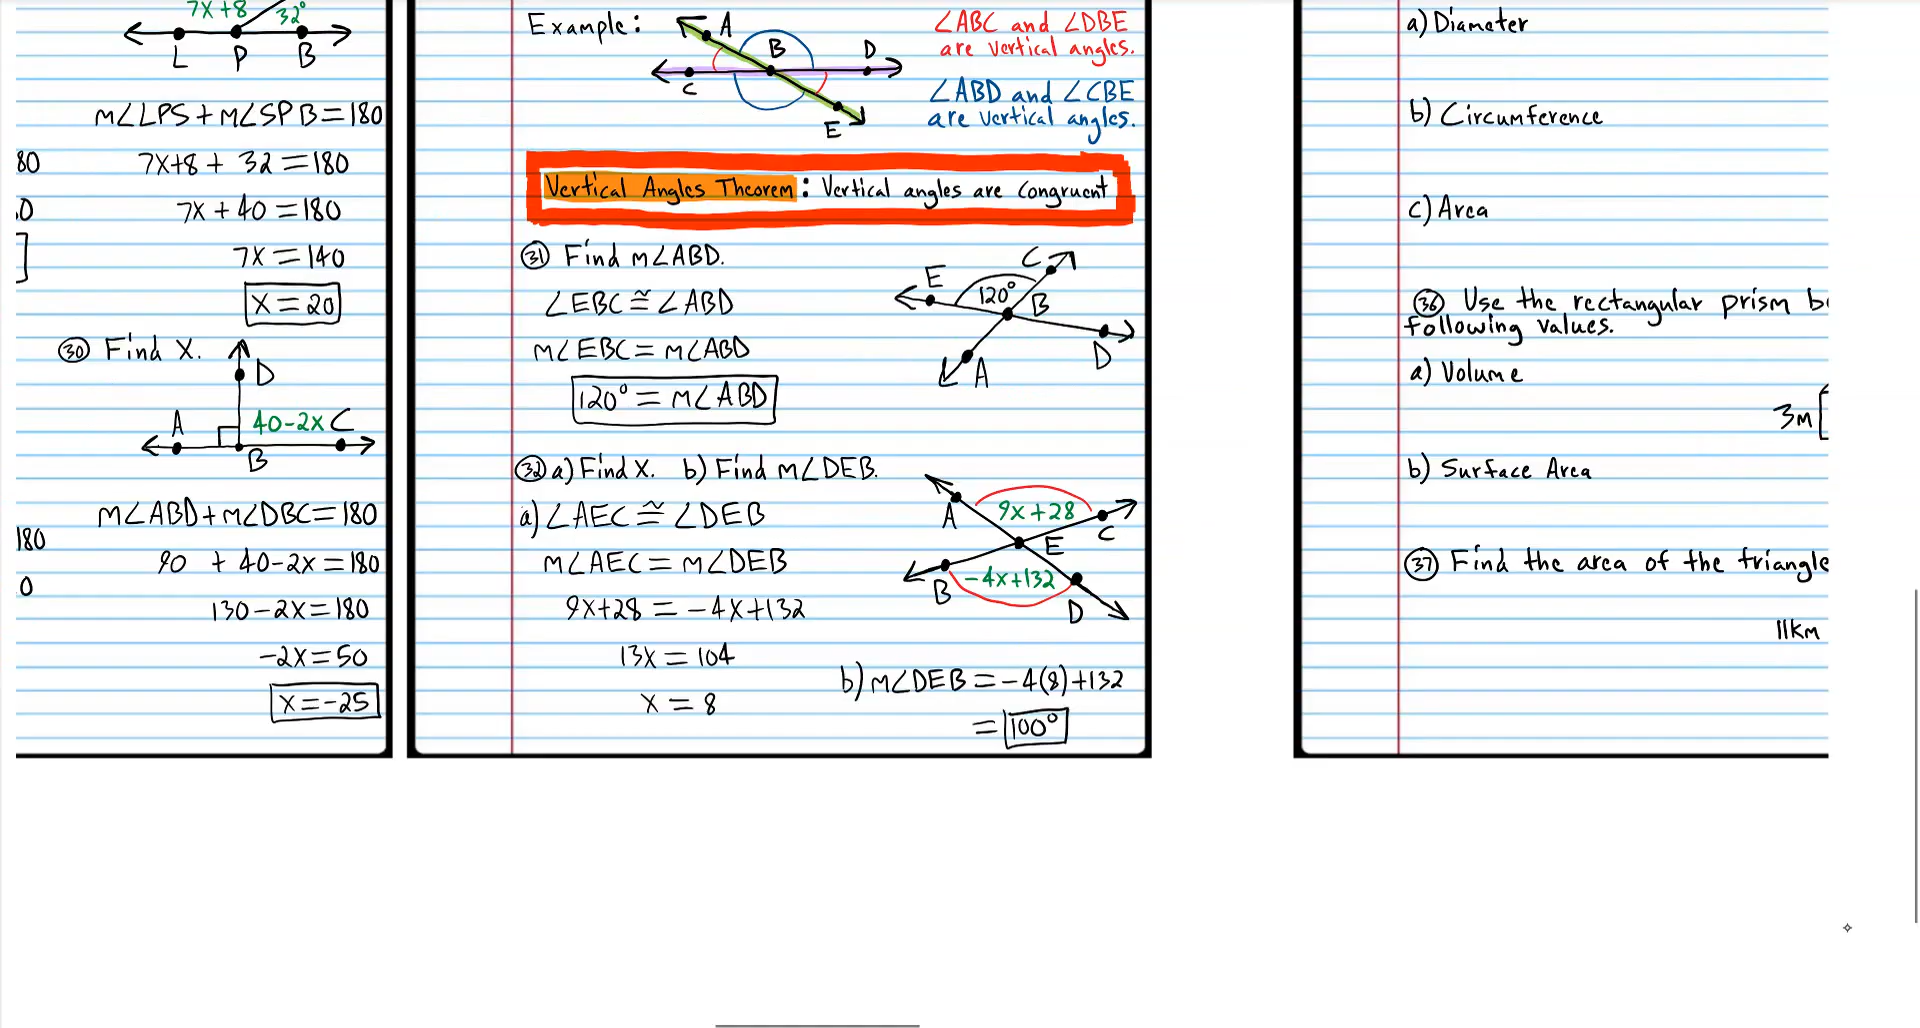 7x+8 32°
L P B
m∠LPS+m∠SPB=180
80
7x+8 + 32 =180
7x + 40 =180
7x = 140
x = 20
㉚ Find X.
D
A 40-2x C
B
m∠ABD+m∠DBC=180
180
90 + 40-2x =180
0
130-2x=180
-2x=50
x=-25
Example:
A B D
C E
∠ABC and ∠DBE
are vertical angles.
∠ABD and ∠CBE
are vertical angles.
Vertical Angles Theorem: Vertical angles are congruent
㉛ Find m∠ABD.
∠EBC≅∠ABD
m∠EBC=m∠ABD
120° = m∠ABD
E C
120° B
A D
㉜ a) Find X. b) Find m∠DEB.
a) ∠AEC≅∠DEB
m∠AEC=m∠DEB
9x+28 = -4x+132
13x = 104
x = 8
A 9x+28 C
E
B -4x+132
D
b) m∠DEB = -4(8)+132
= 100°
a) Diameter
b) Circumference
c) Area
㊱ Use the rectangular prism
following values.
a) Volume
3m
b) Surface Area
㊲ Find the area of the triangle
11km